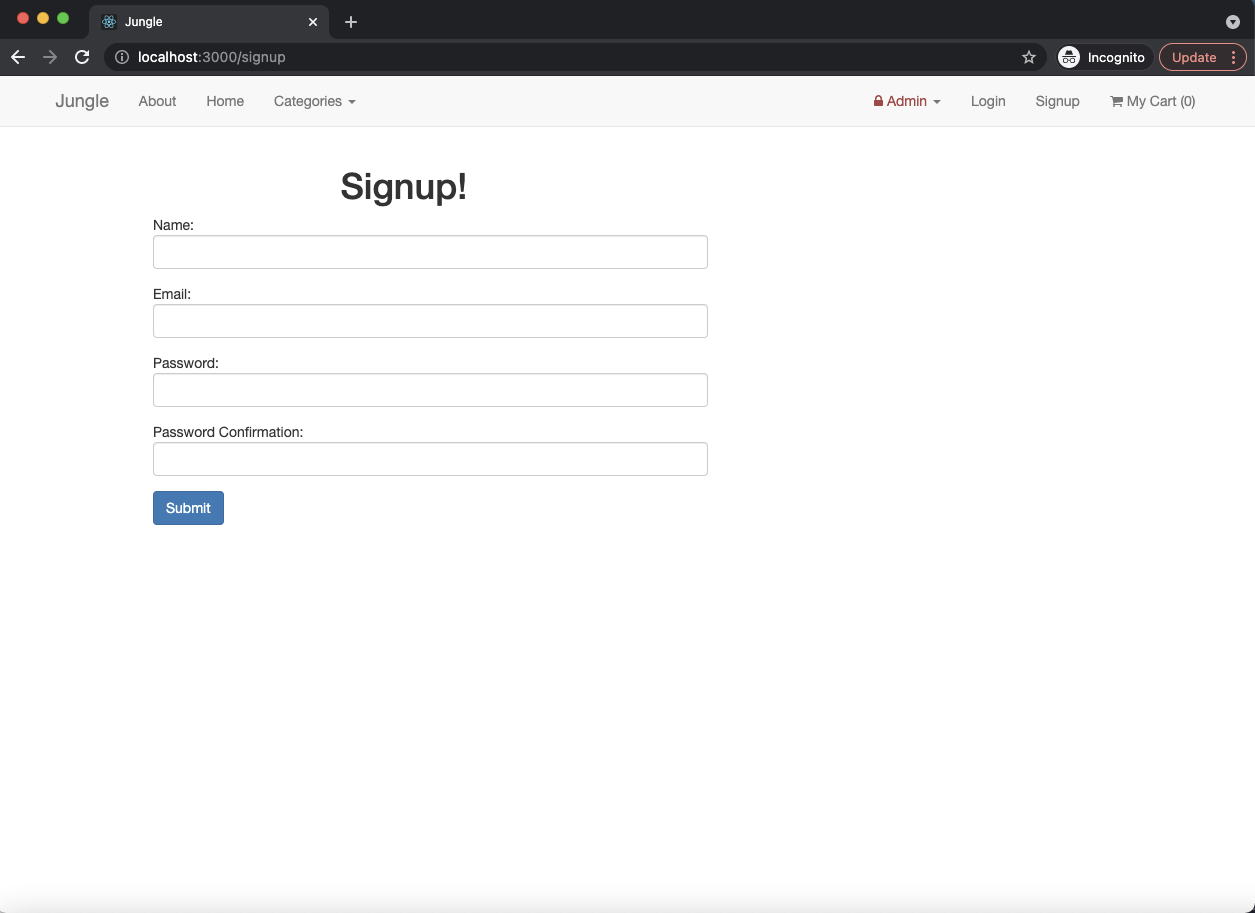 Jungle
localhost:3000/signup
Incognito
Update
Jungle About Home Categories Admin Login Signup My Cart (0)
Signup!
Name:
Email:
Password:
Password Confirmation:
Submit